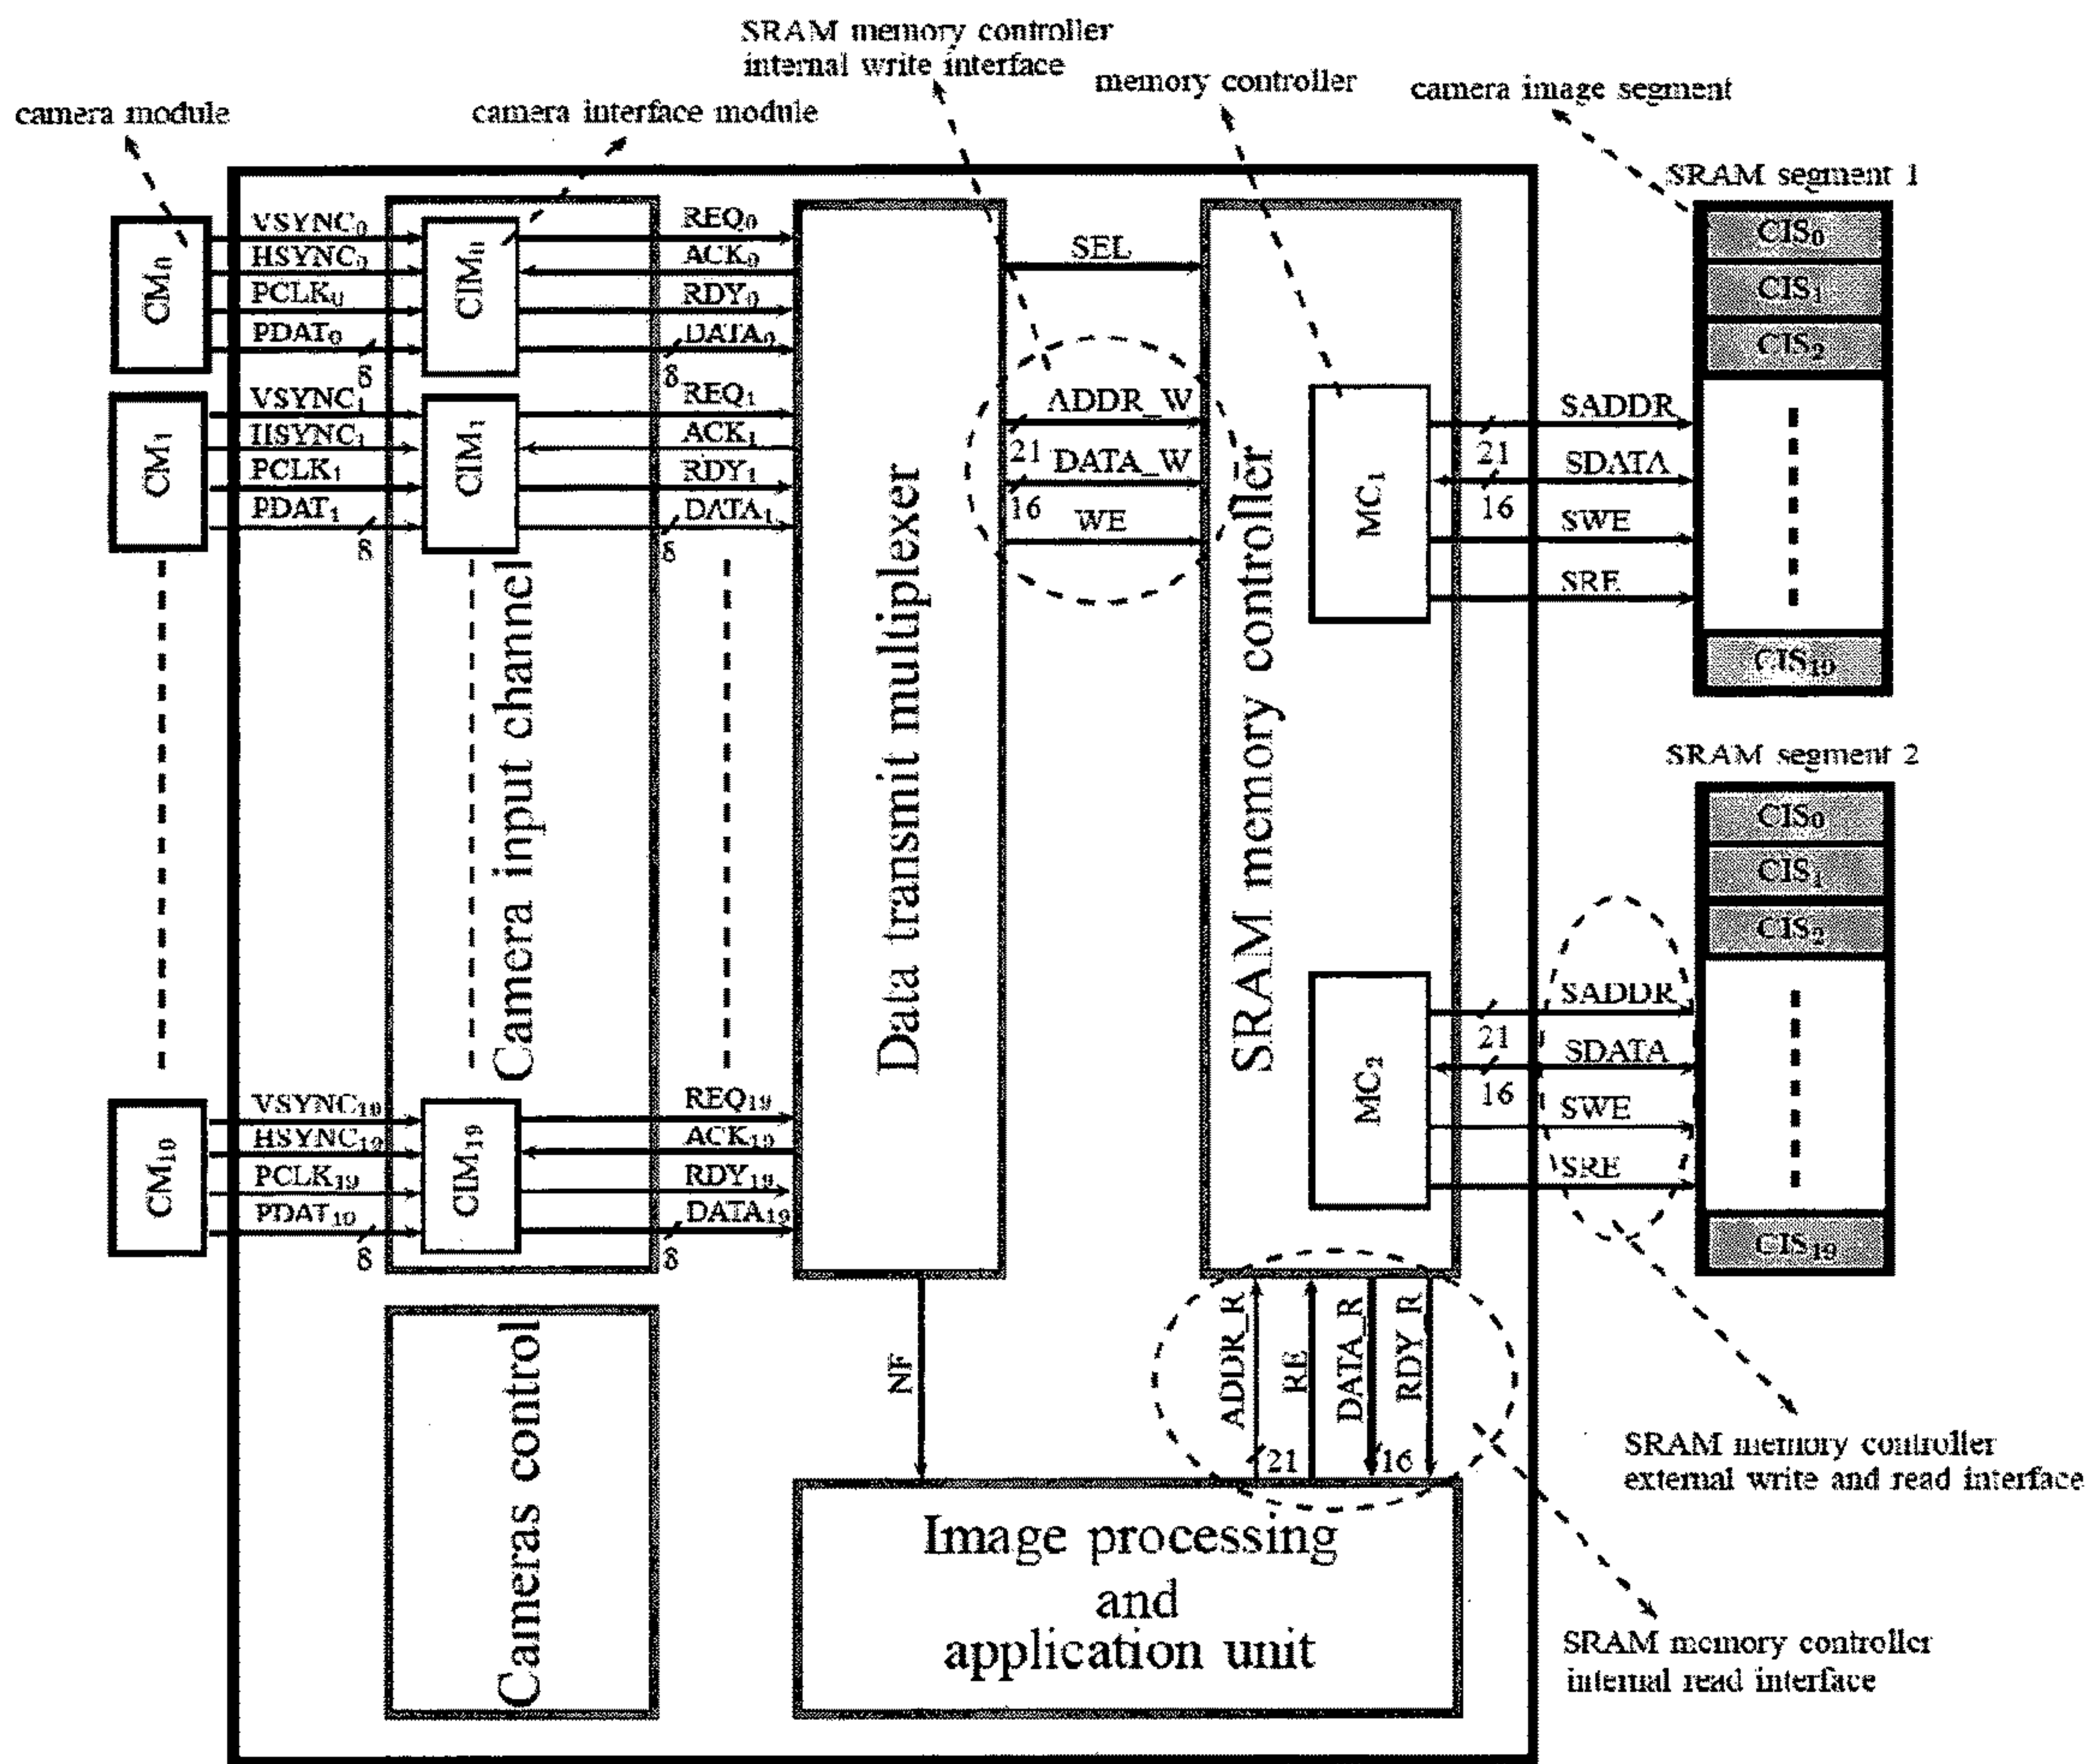 SRAM memory controller
internal write interface
memory controller
camera image segment
camera module
camera interface module
SRAM segment 1
CM₀
VSYNC₀
HSYNC₀
PCLK₀
PDAT₀
8
CIM₀
REQ₀
ACK₀
RDY₀
DATA₀
8
CM₁
VSYNC₁
HSYNC₁
PCLK₁
PDAT₁
8
CIM₁
REQ₁
ACK₁
RDY₁
DATA₁
8
CM₁₉
VSYNC₁₉
HSYNC₁₉
PCLK₁₉
PDAT₁₉
8
CIM₁₉
REQ₁₉
ACK₁₉
RDY₁₉
DATA₁₉
8
Camera input channel
Cameras control
Data transmit multiplexer
SEL
ADDR_W
21
DATA_W
16
WE
SRAM memory controller
MC₁
SADDR
21
SDATA
16
SWE
SRE
CIS₀
CIS₁
CIS₂
CIS₁₉
SRAM segment 2
MC₂
SADDR
21
SDATA
16
SWE
SRE
CIS₀
CIS₁
CIS₂
CIS₁₉
NF
ADDR_R
21
RE
DATA_R
16
RDY_R
Image processing
and
application unit
SRAM memory controller
external write and read interface
SRAM memory controller
internal read interface